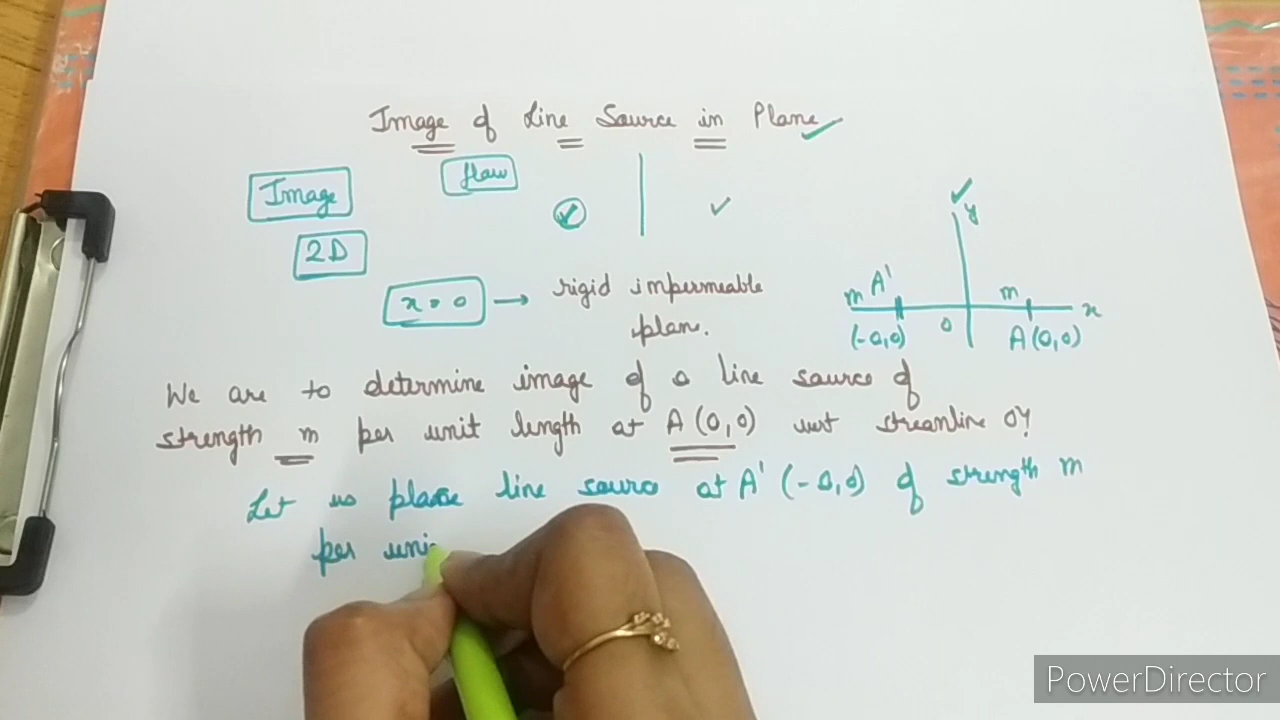 Image of Line Source in Plane
Image
flow
2D
x = 0 → rigid impermeable
plane.
y
m A'
m
x
(-a,0)
0
A (a,0)
We are to determine image of a line source of
strength m per unit length at A (a,0) wrt streamline OY
Let us place line source at A' (-a,0) of strength m
per uni
PowerDirector